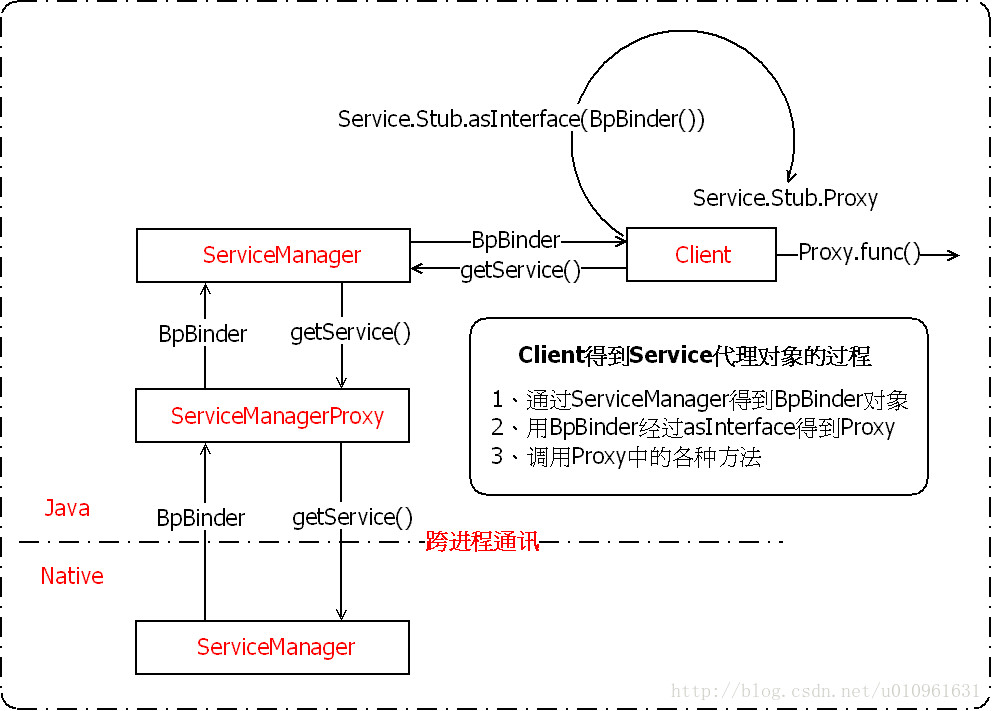 Service.Stub.asInterface(BpBinder())
Service.Stub.Proxy
ServiceManager
BpBinder
getService()
Client
Proxy.func()
BpBinder
getService()
Client得到Service代理对象的过程
1、通过ServiceManager得到BpBinder对象
2、用BpBinder经过asInterface得到Proxy
3、调用Proxy中的各种方法
ServiceManagerProxy
Java
BpBinder
getService()
跨进程通讯
Native
ServiceManager
http://blog.csdn.net/u010961631